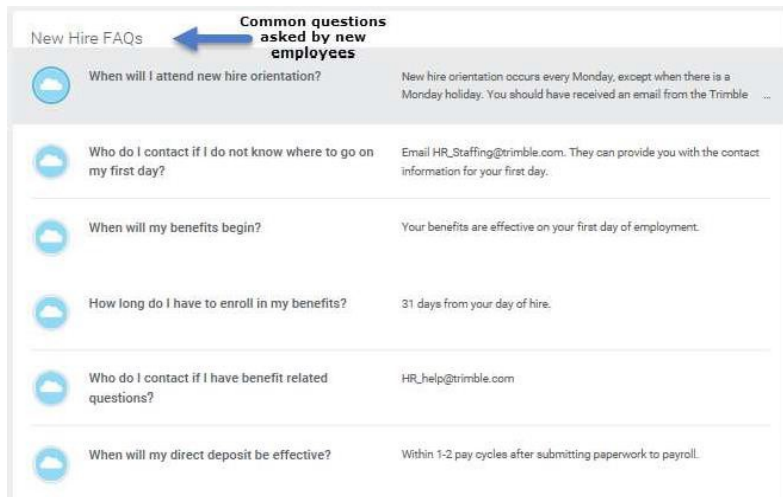 New Hire FAQs
Common questions
asked by new
employees
When will I attend new hire orientation?
New hire orientation occurs every Monday, except when there is a
Monday holiday. You should have received an email from the Trimble ...
Who do I contact if I do not know where to go on
my first day?
Email HR_Staffing@trimble.com. They can provide you with the contact
information for your first day.
When will my benefits begin?
Your benefits are effective on your first day of employment.
How long do I have to enroll in my benefits?
31 days from your day of hire.
Who do I contact if I have benefit related
questions?
HR_help@trimble.com
When will my direct deposit be effective?
Within 1-2 pay cycles after submitting paperwork to payroll.